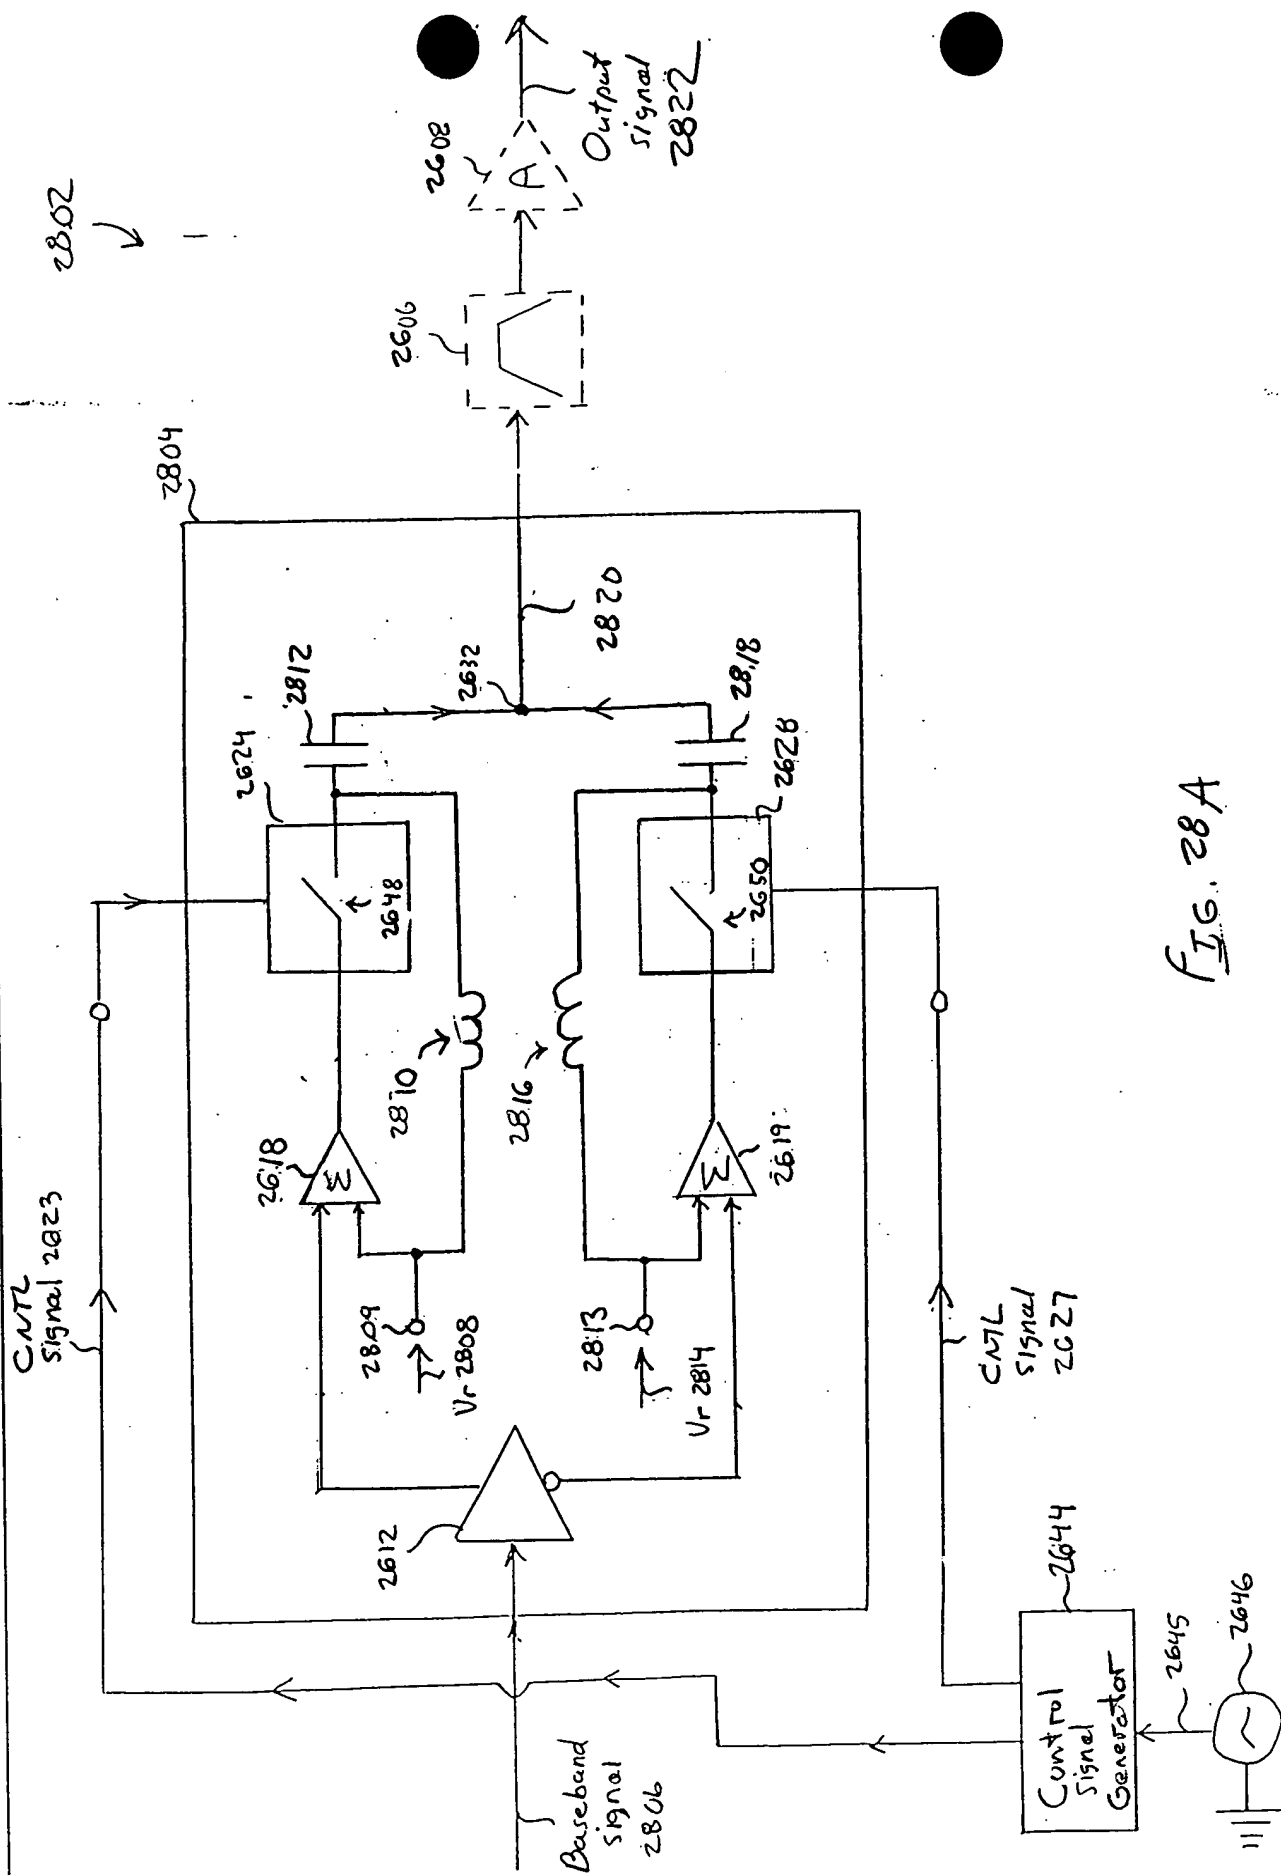 2802
2804
2606
2602
A
Output
signal
2822
2624
2812
2632
2820
2818
2628
2648
2650
2618
Σ
2810
2816
2619
Σ
CNTL
signal 2623
2809
Vr 2808
2813
Vr 2814
2612
CNTL
signal
2627
Baseband
signal
2806
Control
Signal
Generator
2644
2645
2646
FIG. 28A